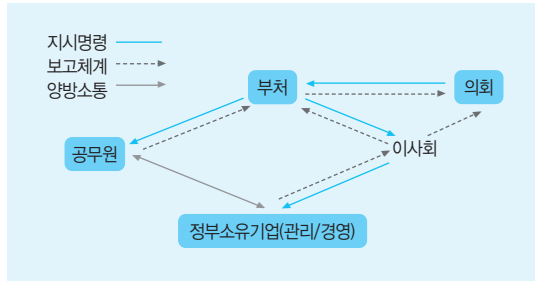 지시명령
보고체계
양방소통
부처
의회
공무원
이사회
정부소유기업(관리/경영)